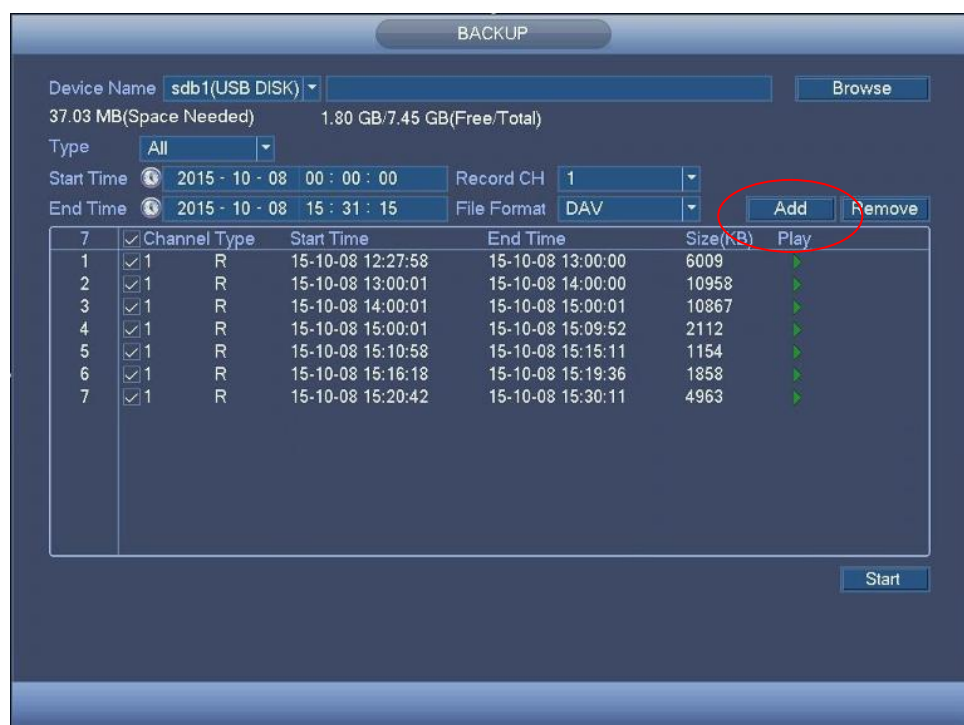 BACKUP
Device Name sdb1(USB DISK) Browse
37.03 MB(Space Needed) 1.80 GB/7.45 GB(Free/Total)
Type All
Start Time 2015 - 10 - 08 00 : 00 : 00 Record CH 1
End Time 2015 - 10 - 08 15 : 31 : 15 File Format DAV Add Remove
7 Channel Type Start Time End Time Size(KB) Play
1 1 R 15-10-08 12:27:58 15-10-08 13:00:00 6009
2 1 R 15-10-08 13:00:01 15-10-08 14:00:00 10958
3 1 R 15-10-08 14:00:01 15-10-08 15:00:01 10867
4 1 R 15-10-08 15:00:01 15-10-08 15:09:52 2112
5 1 R 15-10-08 15:10:58 15-10-08 15:15:11 1154
6 1 R 15-10-08 15:16:18 15-10-08 15:19:36 1858
7 1 R 15-10-08 15:20:42 15-10-08 15:30:11 4963
Start